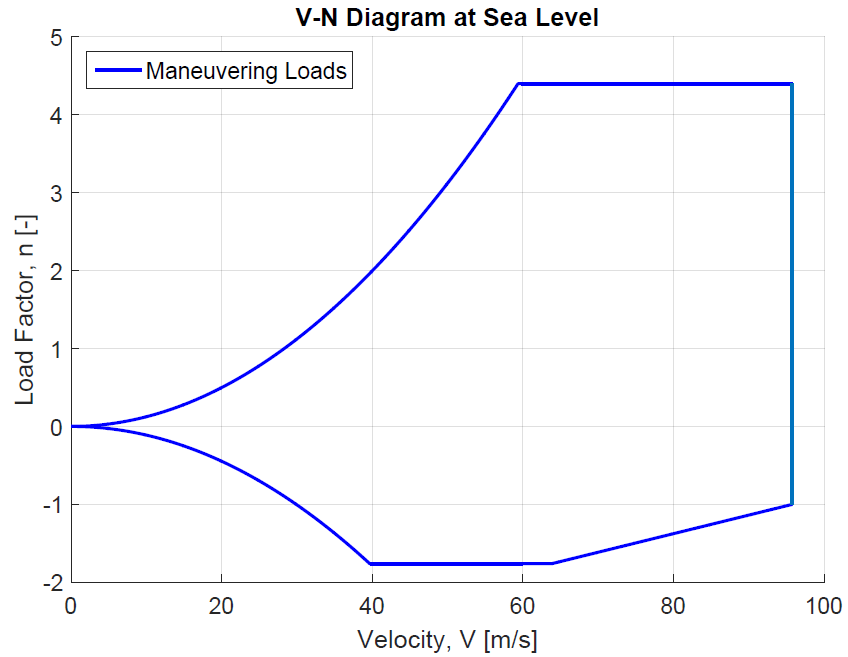 V-N Diagram at Sea Level
Maneuvering Loads
Load Factor, n [-]
5
4
3
2
1
0
-1
-2
0 20 40 60 80 100
Velocity, V [m/s]